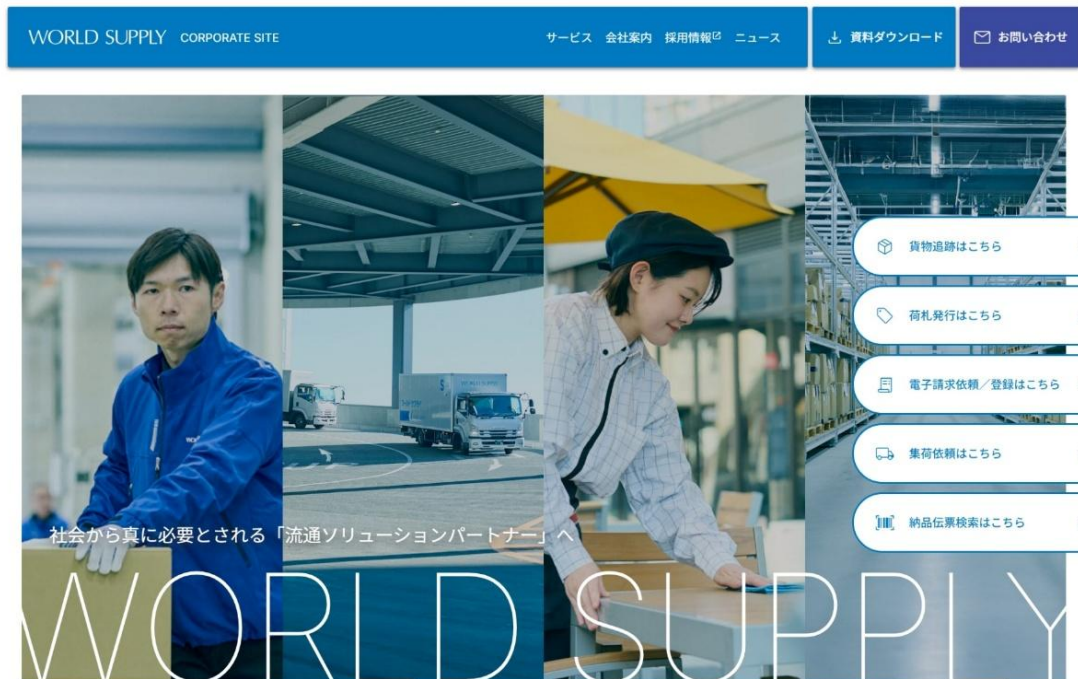 WORLD SUPPLY CORPORATE SITE
サービス 会社案内 採用情報 ニュース
資料ダウンロード
お問い合わせ
貨物追跡はこちら
荷札発行はこちら
電子請求依頼／登録はこちら
集荷依頼はこちら
納品伝票検索はこちら
社会から真に必要とされる「流通ソリューションパートナー」へ
WORLD SUPPLY